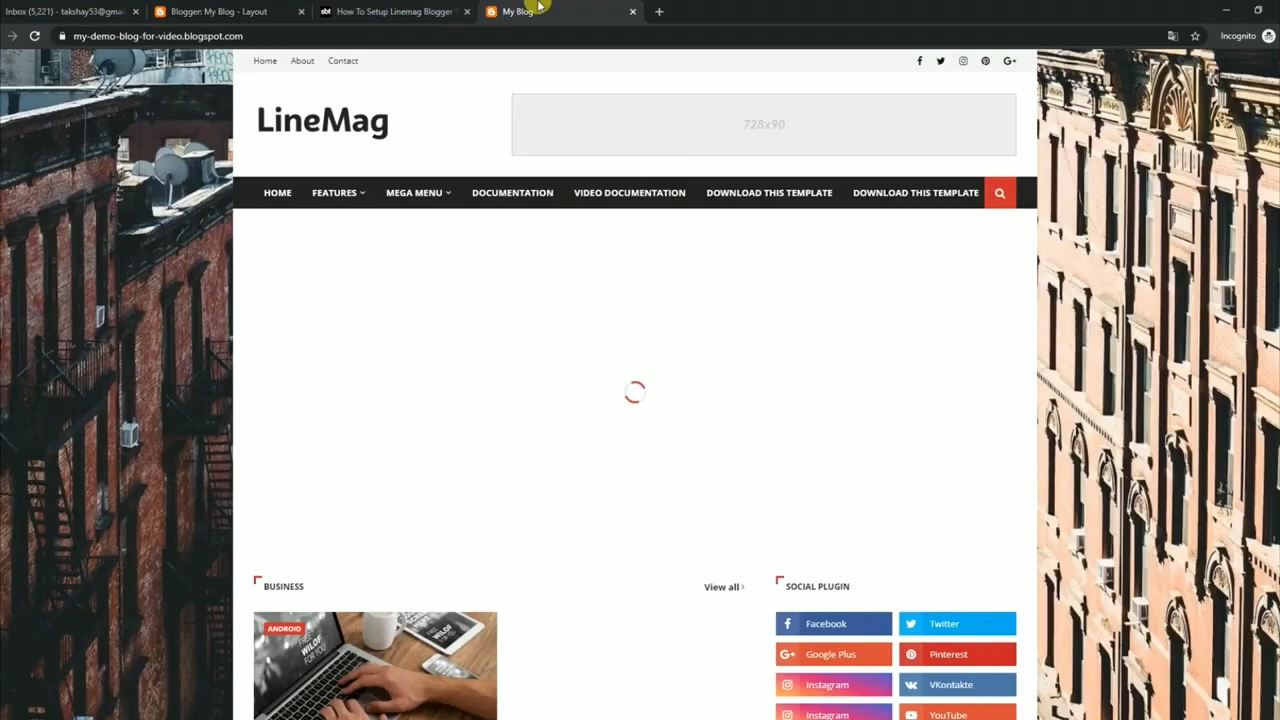 Inbox (5,221) - takshay53@gmai
Blogger: My Blog - Layout
How To Setup Linemag Blogger T
My Blog
my-demo-blog-for-video.blogspot.com
Incognito
Home About Contact
LineMag
728x90
HOME FEATURES MEGA MENU DOCUMENTATION VIDEO DOCUMENTATION DOWNLOAD THIS TEMPLATE DOWNLOAD THIS TEMPLATE
BUSINESS
View all
ANDROID
SOCIAL PLUGIN
Facebook Twitter
Google Plus Pinterest
Instagram VKontakte
Instagram YouTube